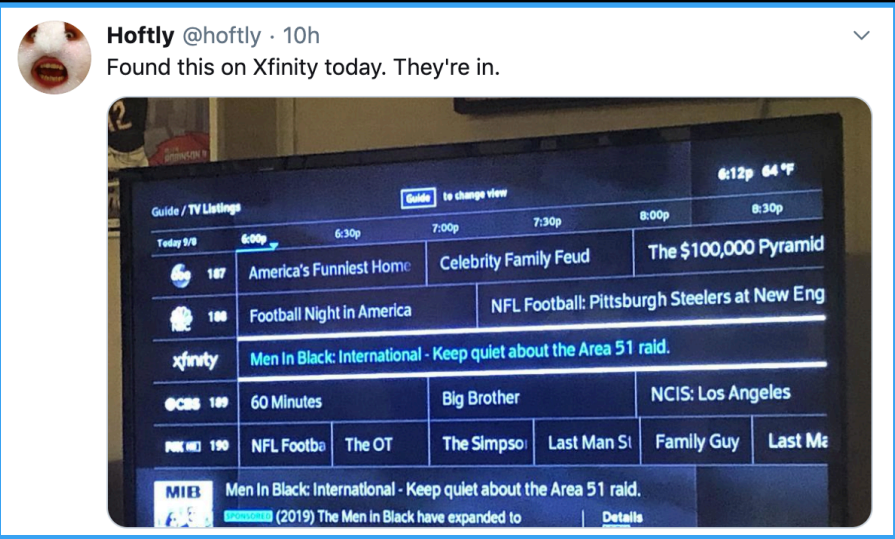 Hoftly @hoftly · 10h
Found this on Xfinity today. They're in.
12
6:12p 64°F
Guide / TV Listings
Guide to change view
Today 9/8 6:00p 6:30p 7:00p 7:30p 8:00p 8:30p
abc 187 America's Funniest Home Celebrity Family Feud The $100,000 Pyramid
NBC 188 Football Night in America NFL Football: Pittsburgh Steelers at New Eng
xfinity Men In Black: International - Keep quiet about the Area 51 raid.
CBS 189 60 Minutes Big Brother NCIS: Los Angeles
FOX HD 190 NFL Footba The OT The Simpso Last Man St Family Guy Last Ma
MIB Men In Black: International - Keep quiet about the Area 51 raid.
SPONSORED (2019) The Men in Black have expanded to Details